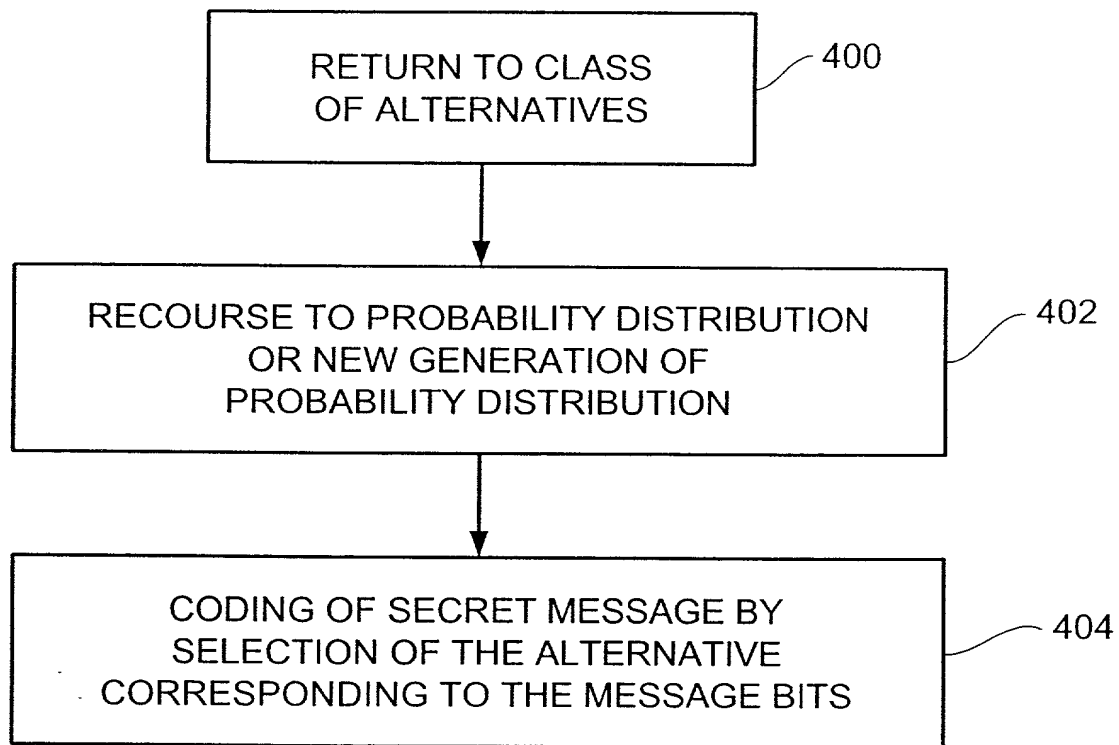 RETURN TO CLASS
OF ALTERNATIVES
400
RECOURSE TO PROBABILITY DISTRIBUTION
OR NEW GENERATION OF
PROBABILITY DISTRIBUTION
402
CODING OF SECRET MESSAGE BY
SELECTION OF THE ALTERNATIVE
CORRESPONDING TO THE MESSAGE BITS
404